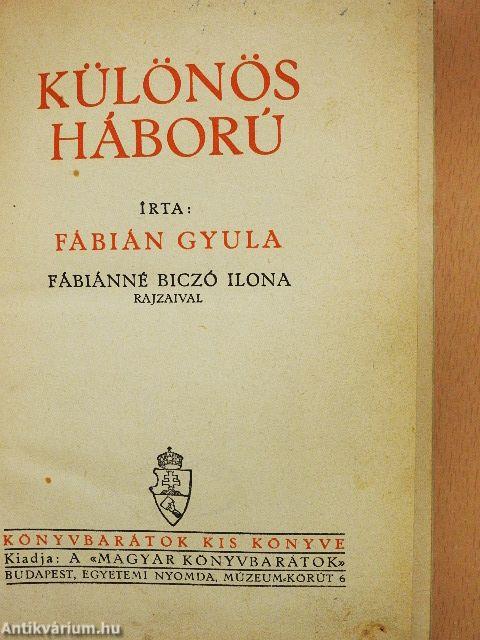 KÜLÖNÖS
HÁBORÚ
ÍRTA:
FÁBIÁN GYULA
FÁBIÁNNÉ BICZÓ ILONA
RAJZAIVAL
KÖNYVBARÁTOK KIS KÖNYVE
Kiadja: A «MAGYAR KÖNYVBARÁTOK»
BUDAPEST, EGYETEMI NYOMDA, MÚZEUM-KÖRÚT 6
Antikvárium.hu